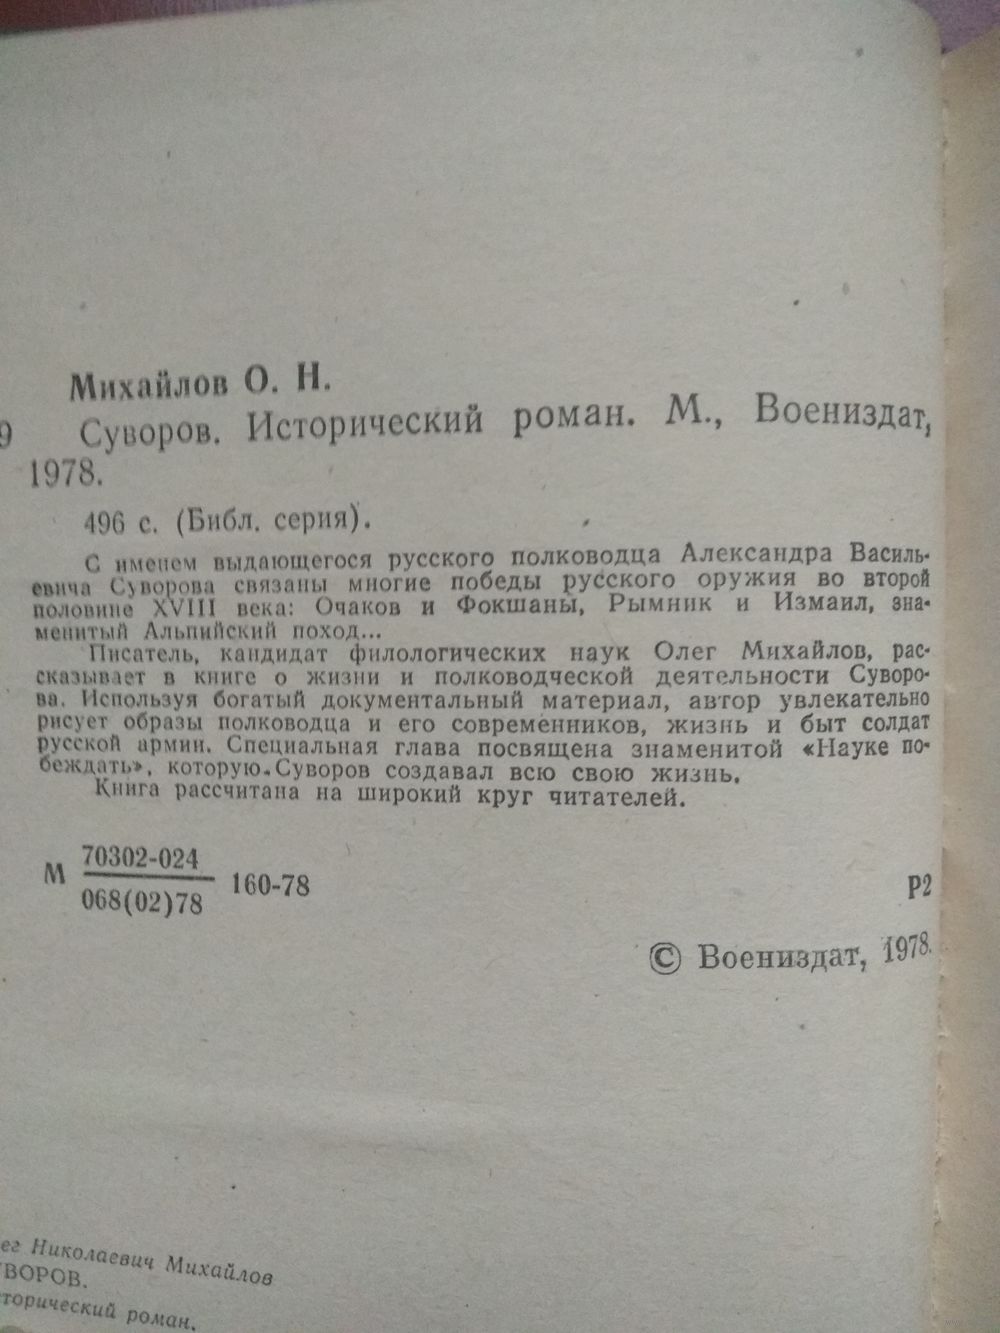 Михайлов О. Н.
9 Суворов. Исторический роман. М., Воениздат,
1978.
496 с. (Библ. серия).
С именем выдающегося русского полководца Александра Василь-
евича Суворова связаны многие победы русского оружия во второй
половине XVIII века: Очаков и Фокшаны, Рымник и Измаил, зна-
менитый Альпийский поход...
Писатель, кандидат филологических наук Олег Михайлов, рас-
сказывает в книге о жизни и полководческой деятельности Суворо-
ва. Используя богатый документальный материал, автор увлекательно
рисует образы полководца и его современников, жизнь и быт солдат
русской армии. Специальная глава посвящена знаменитой «Науке по-
беждать», которую Суворов создавал всю свою жизнь.
Книга рассчитана на широкий круг читателей.
М 70302-024
068(02)78 160-78
Р2
© Воениздат, 1978.
ег Николаевич Михайлов
ВОРОВ.
торический роман.